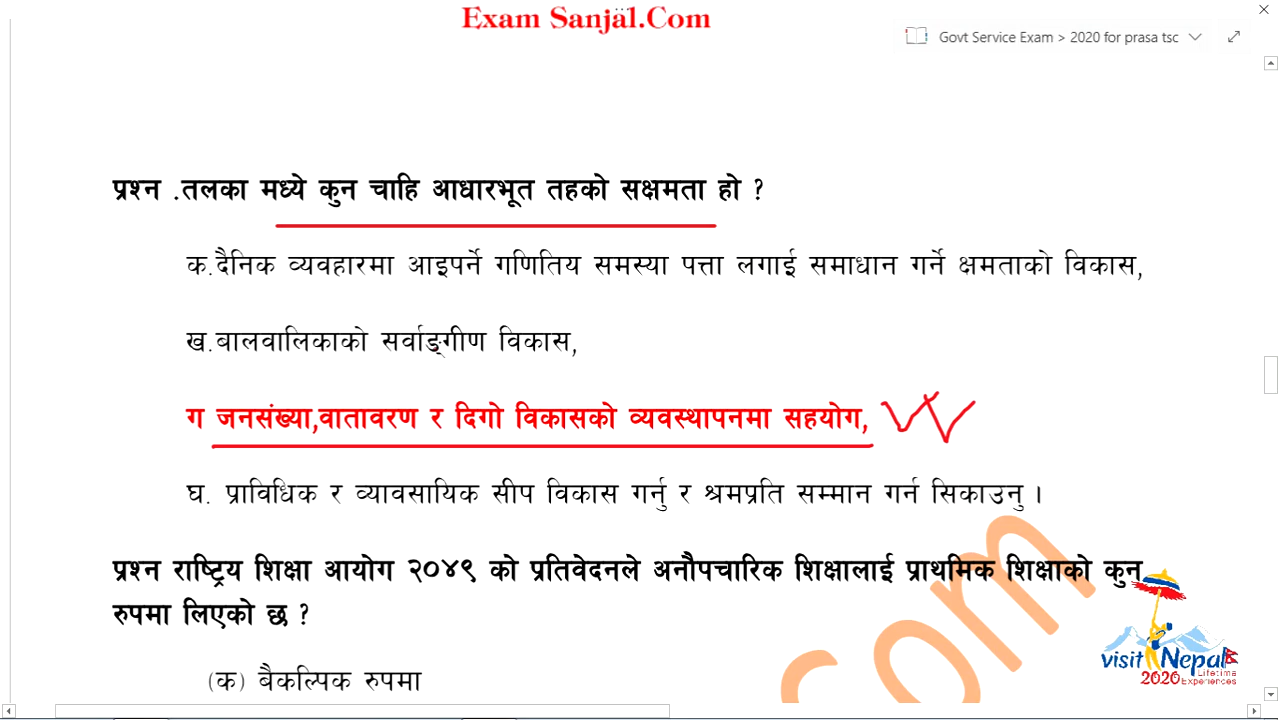 Exam Sanjal.Com
Govt Service Exam > 2020 for prasa tsc
प्रश्न .तलका मध्ये कुन चाहि आधारभूत तहको सक्षमता हो ?
क.दैनिक व्यवहारमा आइपर्ने गणितिय समस्या पत्ता लगाई समाधान गर्ने क्षमताको विकास,
ख.बालवालिकाको सर्वाङ्गीण विकास,
ग जनसंख्या,वातावरण र दिगो विकासको व्यवस्थापनमा सहयोग,
घ. प्राविधिक र व्यावसायिक सीप विकास गर्नु र श्रमप्रति सम्मान गर्न सिकाउनु ।
प्रश्न राष्ट्रिय शिक्षा आयोग २०४९ को प्रतिवेदनले अनौपचारिक शिक्षालाई प्राथमिक शिक्षाको कुन
रुपमा लिएको छ ?
(क) बैकल्पिक रुपमा
com
visit Nepal
2020 Lifetime Experiences